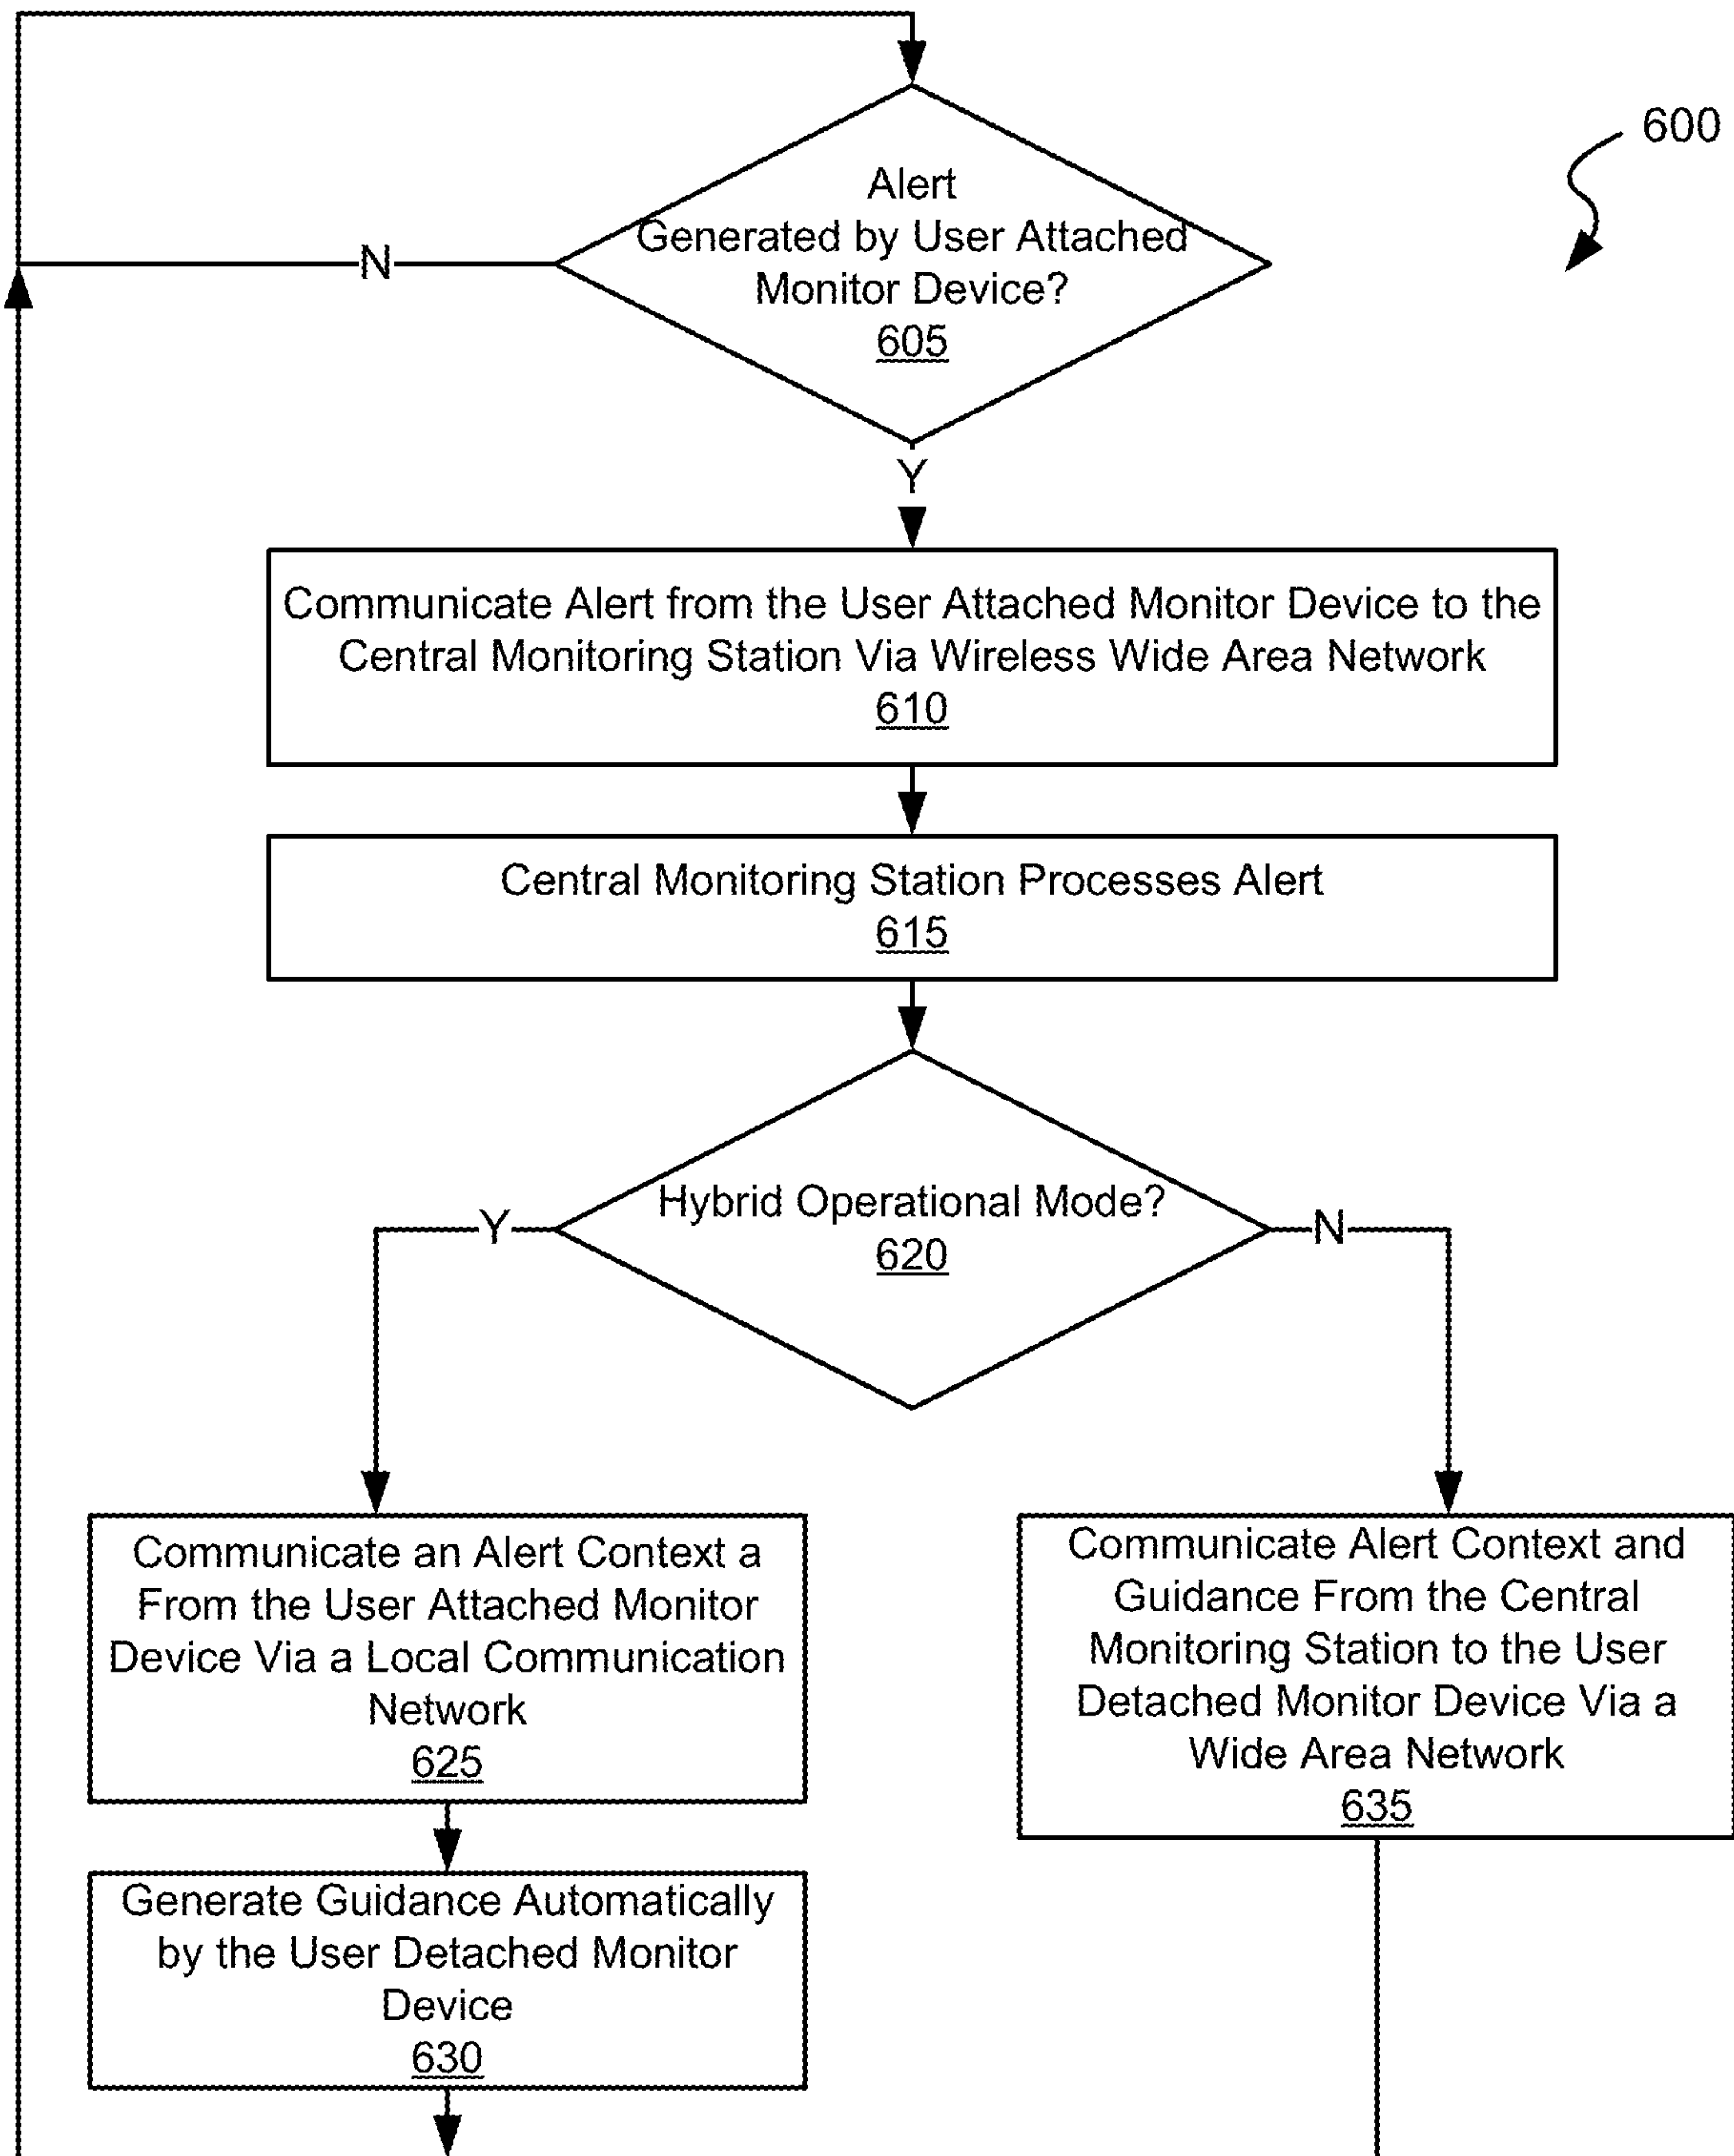 600
Alert
Generated by User Attached
Monitor Device?
605
N
Y
Communicate Alert from the User Attached Monitor Device to the
Central Monitoring Station Via Wireless Wide Area Network
610
Central Monitoring Station Processes Alert
615
Hybrid Operational Mode?
620
Y
N
Communicate an Alert Context a
From the User Attached Monitor
Device Via a Local Communication
Network
625
Generate Guidance Automatically
by the User Detached Monitor
Device
630
Communicate Alert Context and
Guidance From the Central
Monitoring Station to the User
Detached Monitor Device Via a
Wide Area Network
635